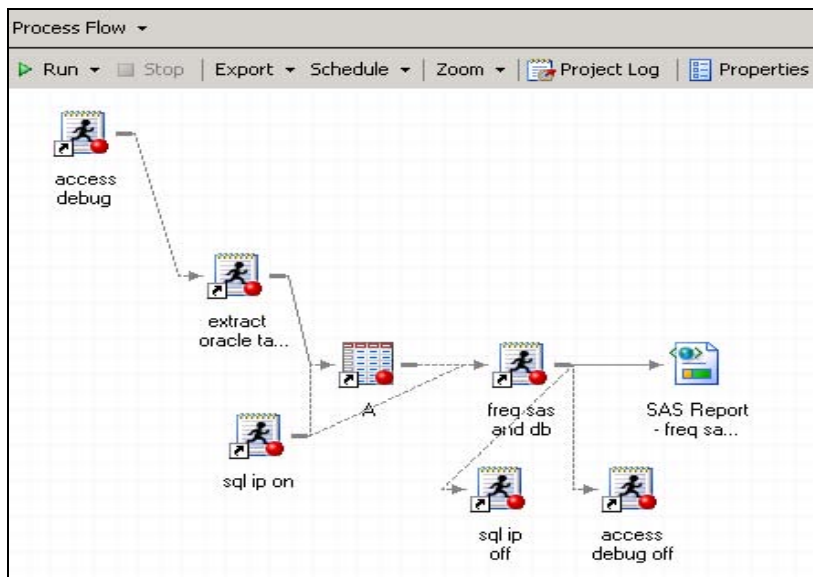 Process Flow
Run Stop Export Schedule Zoom Project Log Properties
access
debug
extract
oracle ta...
A
freq sas
and db
SAS Report
- freq sa...
sql ip on
sql ip
off
access
debug off